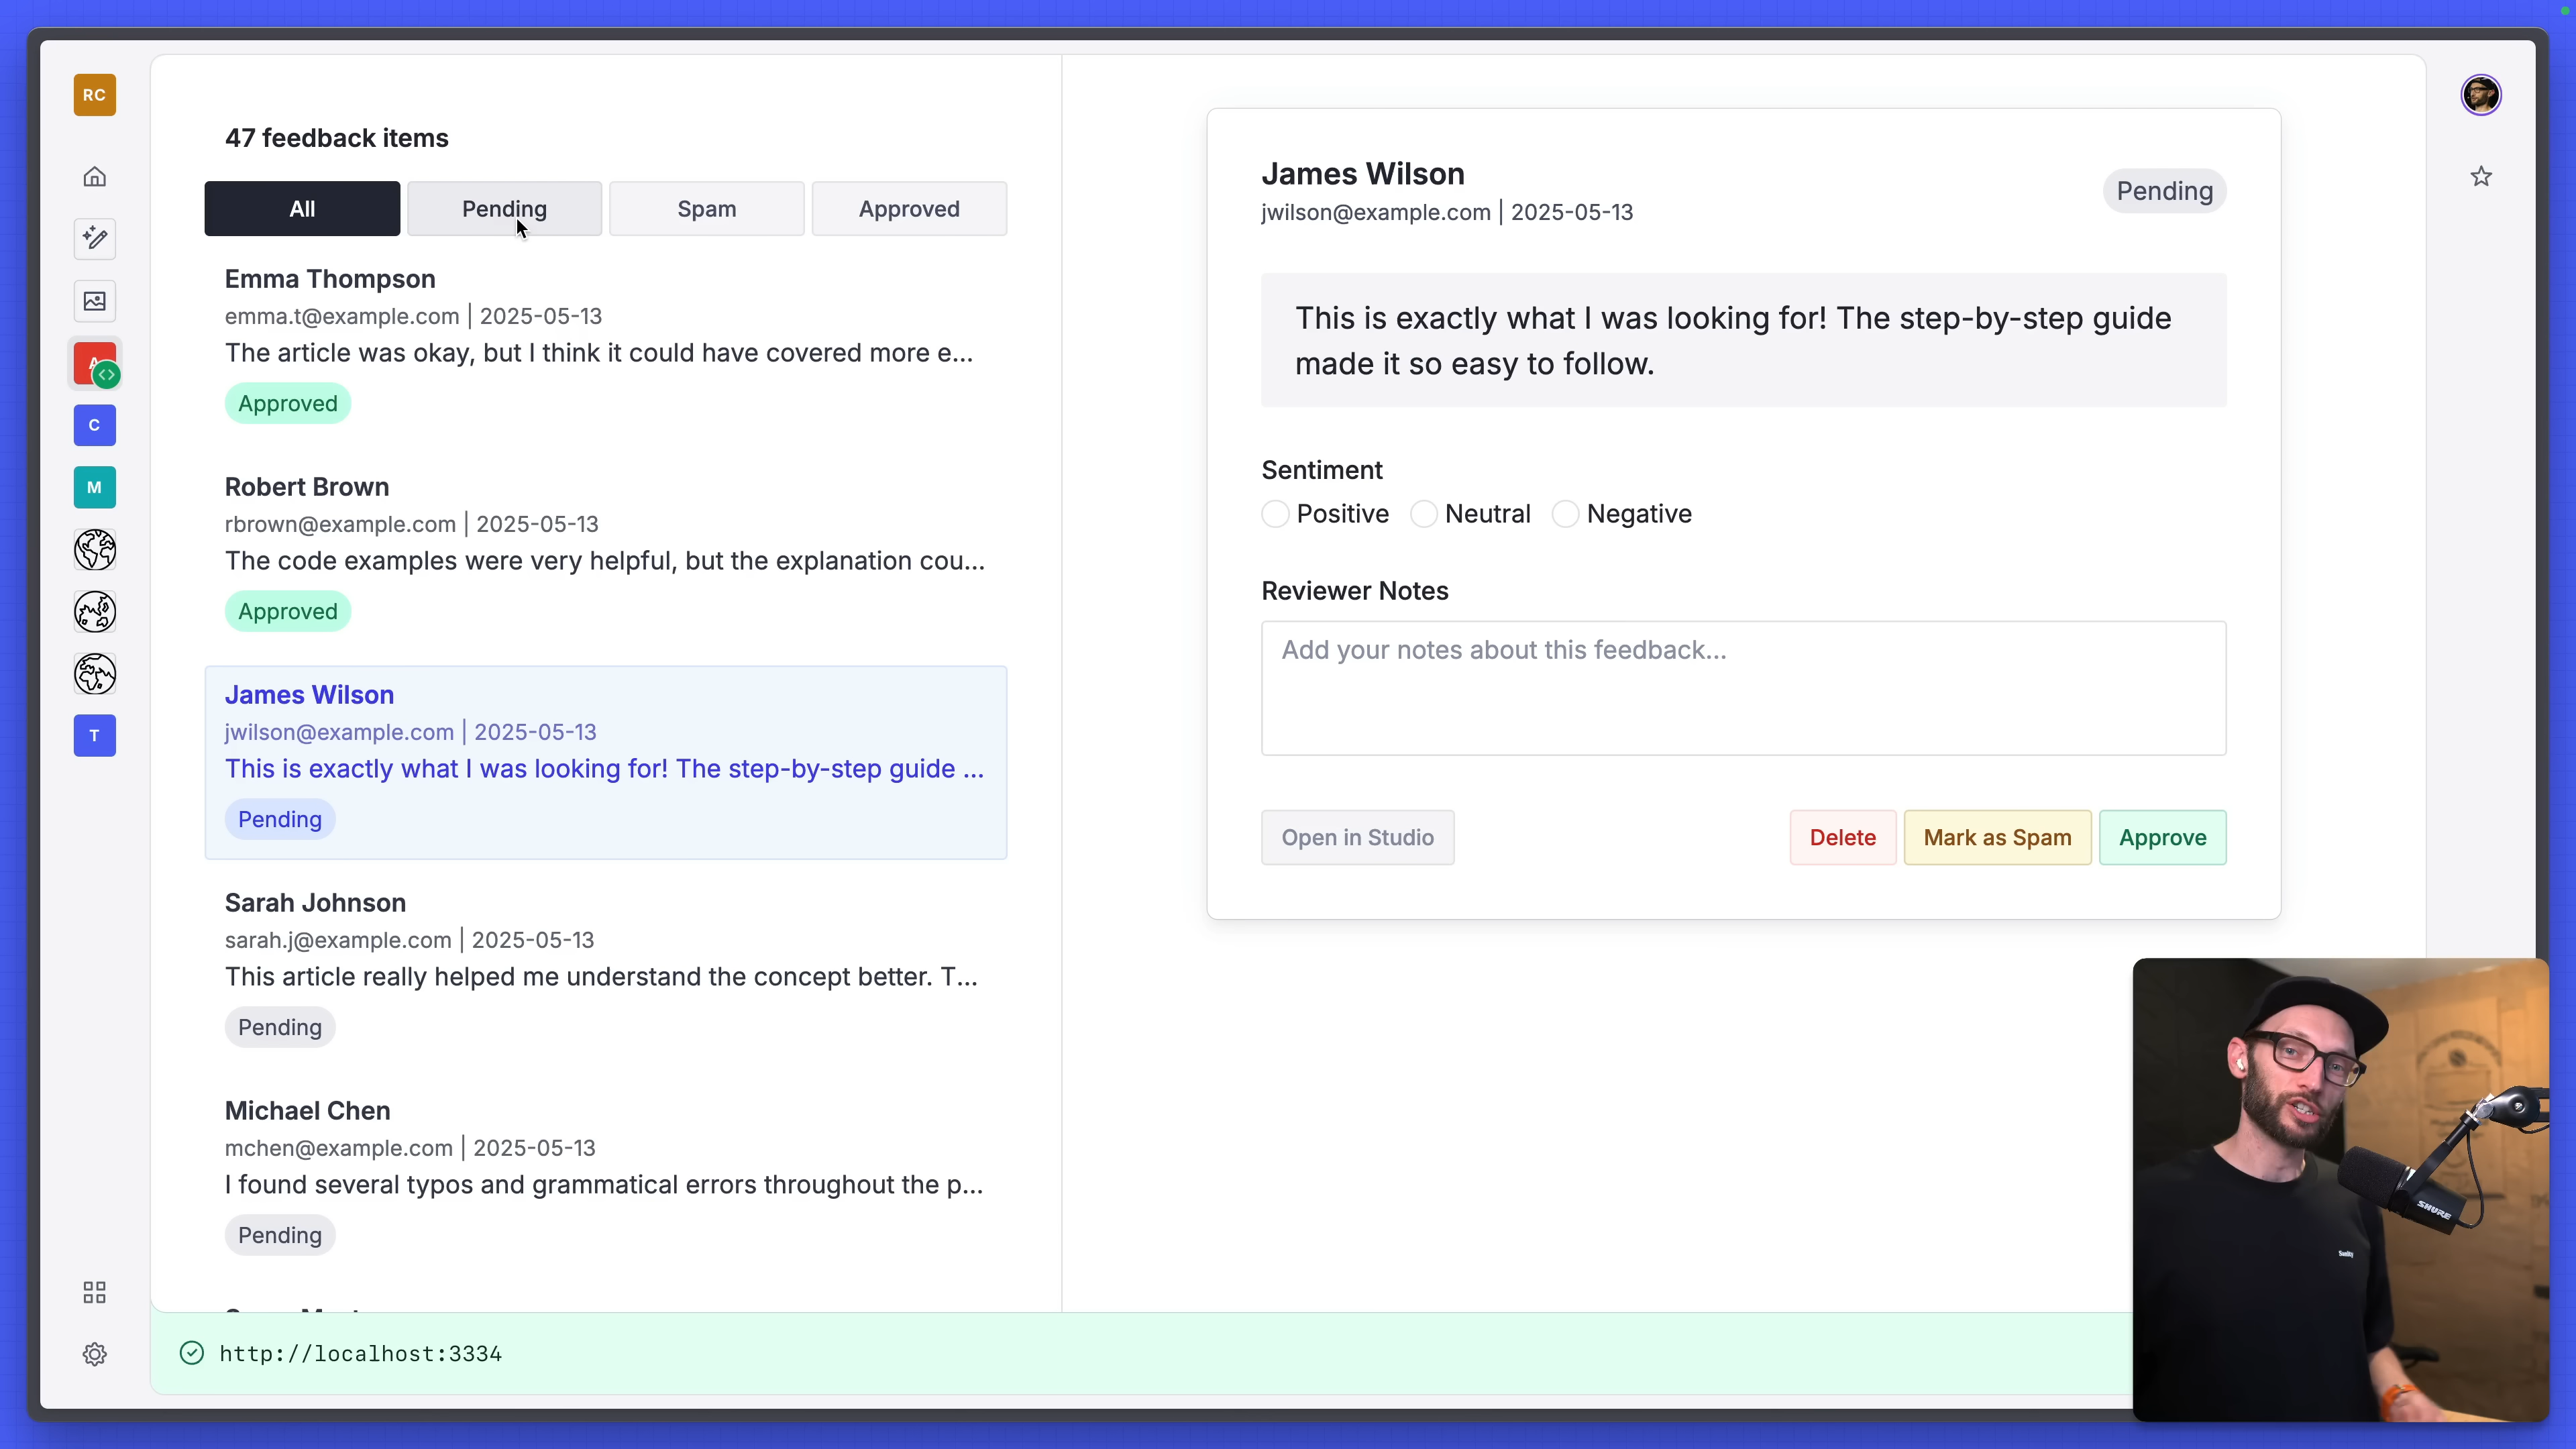 RC
A
C
M
T
47 feedback items
All
Pending
Spam
Approved
Emma Thompson
emma.t@example.com | 2025-05-13
The article was okay, but I think it could have covered more e...
Approved
Robert Brown
rbrown@example.com | 2025-05-13
The code examples were very helpful, but the explanation cou...
Approved
James Wilson
jwilson@example.com | 2025-05-13
This is exactly what I was looking for! The step-by-step guide ...
Pending
Sarah Johnson
sarah.j@example.com | 2025-05-13
This article really helped me understand the concept better. T...
Pending
Michael Chen
mchen@example.com | 2025-05-13
I found several typos and grammatical errors throughout the p...
Pending
http://localhost:3334
James Wilson
jwilson@example.com | 2025-05-13
Pending
This is exactly what I was looking for! The step-by-step guide
made it so easy to follow.
Sentiment
Positive
Neutral
Negative
Reviewer Notes
Add your notes about this feedback...
Open in Studio
Delete
Mark as Spam
Approve
SHURE
Sanity